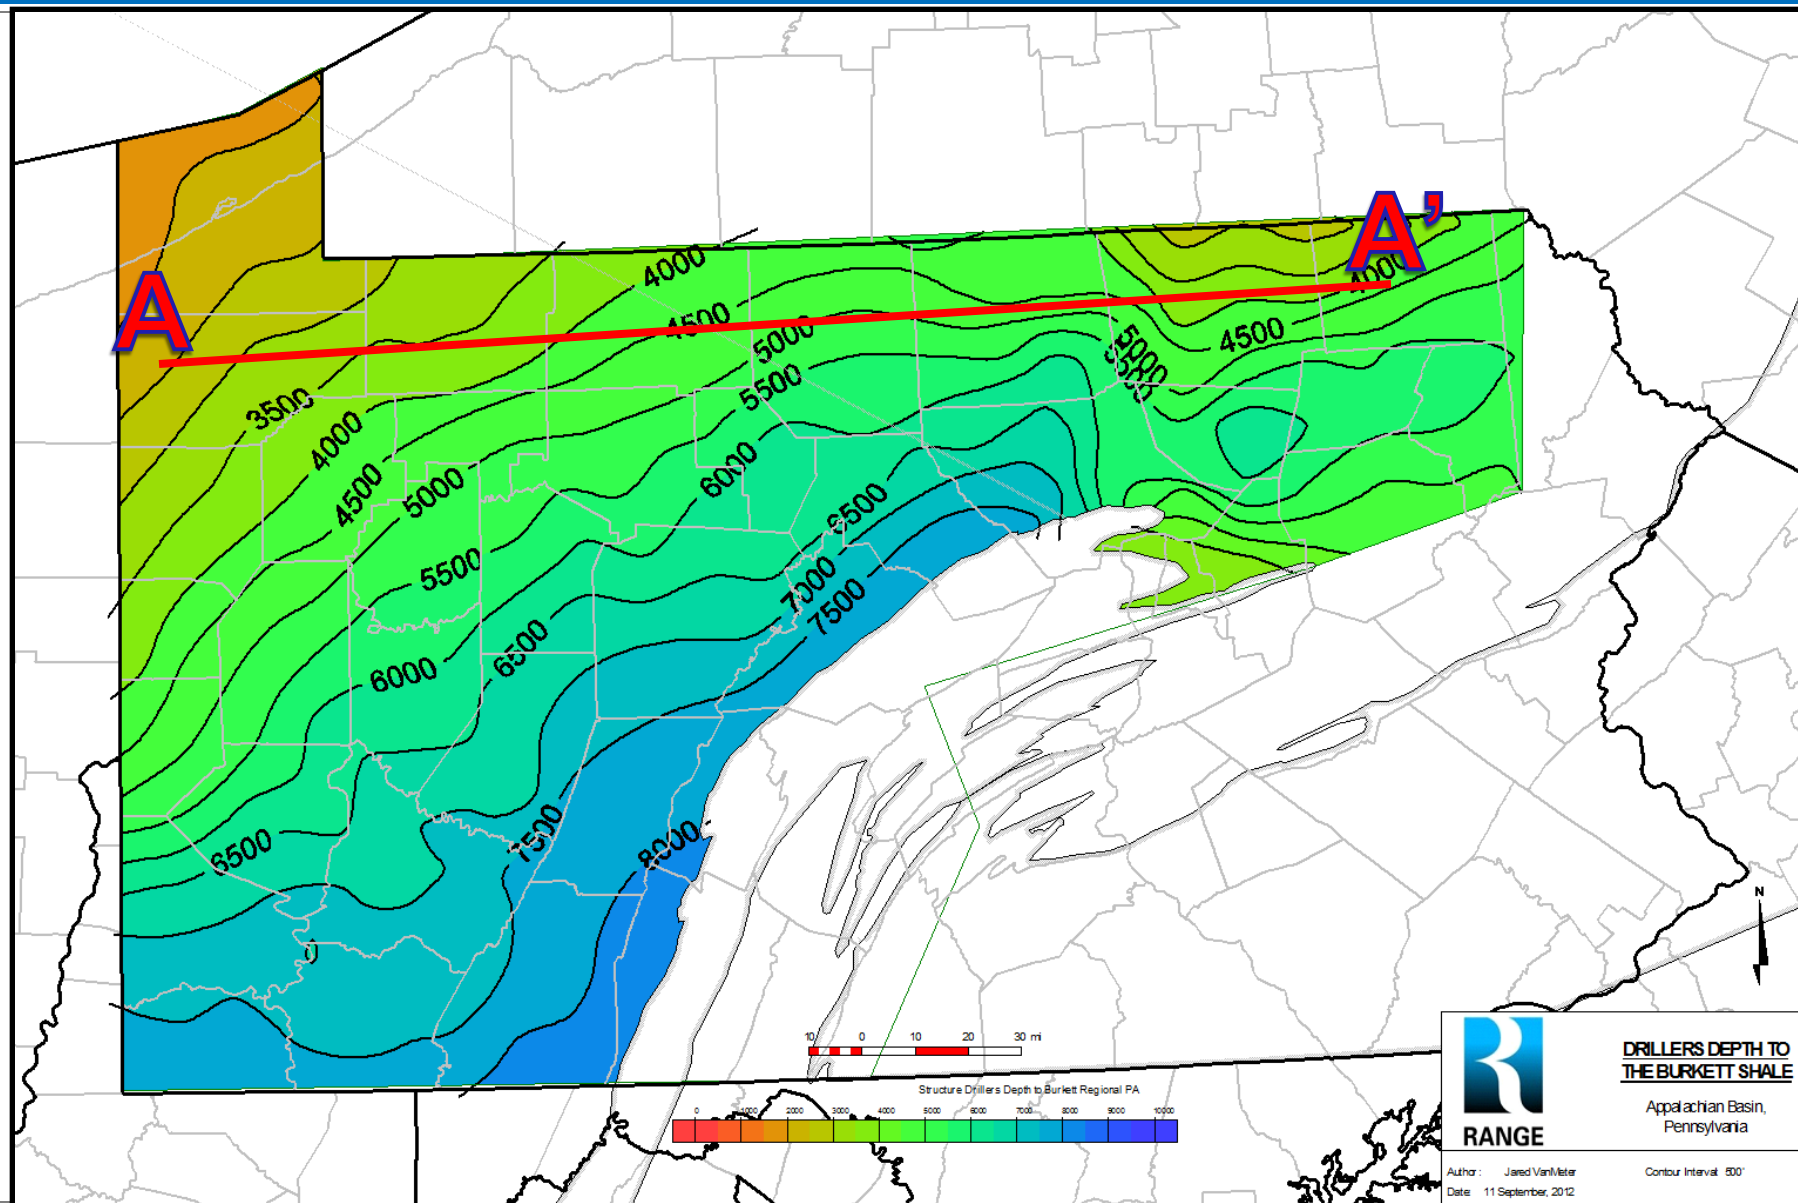 A
A'
4000
4000
4500
4500
5000
5000
5500
5500
3500
4000
4500
5000
6000
6500
5500
7000
7500
6500
6000
7500
8000
6500
0
N
10 0 10 20 30 mi
Structure Drillers Depth to Burkett Regional PA
0 1000 2000 3000 4000 5000 6000 7000 8000 9000 10000
RANGE
DRILLERS DEPTH TO
THE BURKETT SHALE
Appalachian Basin,
Pennsylvania
Author : Jared VanMeter
Contour Interval: 500'
Date: 11 September, 2012